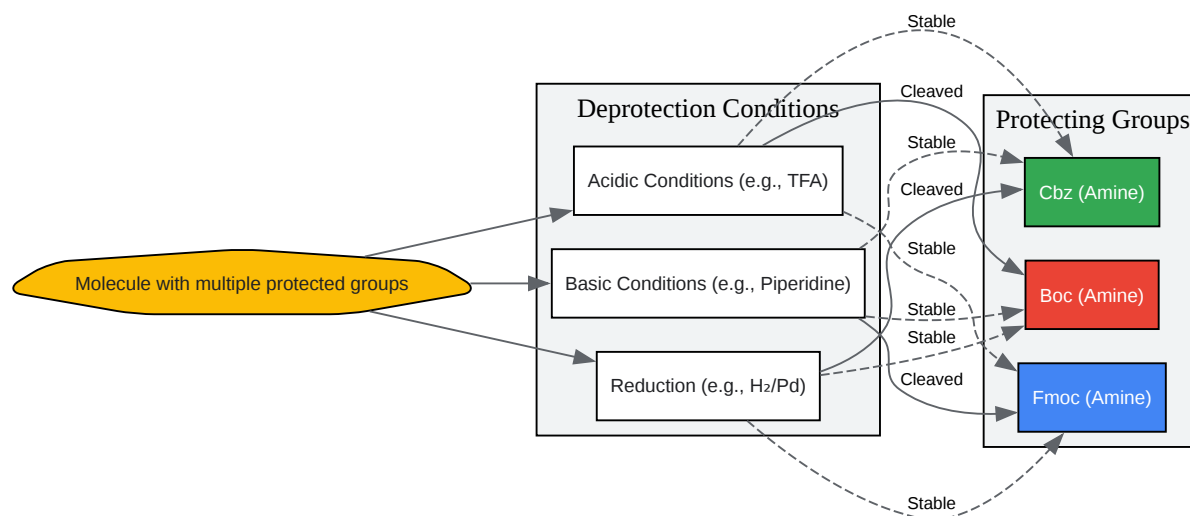 Stable
Deprotection Conditions
Cleaved
Protecting Groups
Stable
Acidic Conditions (e.g., TFA)
Cleaved
Cbz (Amine)
Stable
Molecule with multiple protected groups
Basic Conditions (e.g., Piperidine)
Boc (Amine)
Stable
Stable
Reduction (e.g., H₂/Pd)
Cleaved
Fmoc (Amine)
Stable